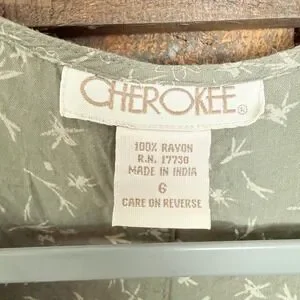 CHEROKEE®
100% RAYON
R.N. 17730
MADE IN INDIA
6
CARE ON REVERSE